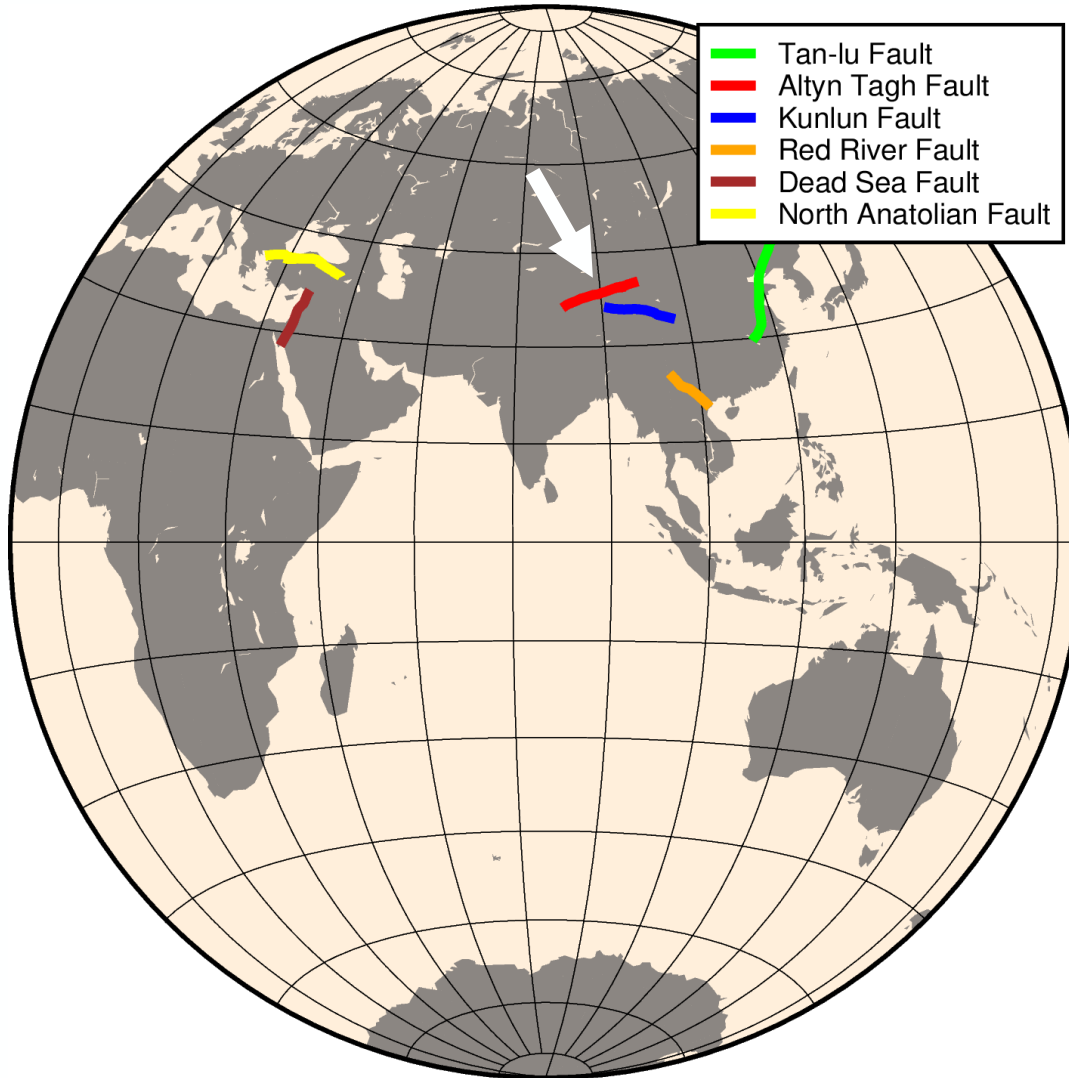 Tan-lu Fault
Altyn Tagh Fault
Kunlun Fault
Red River Fault
Dead Sea Fault
North Anatolian Fault